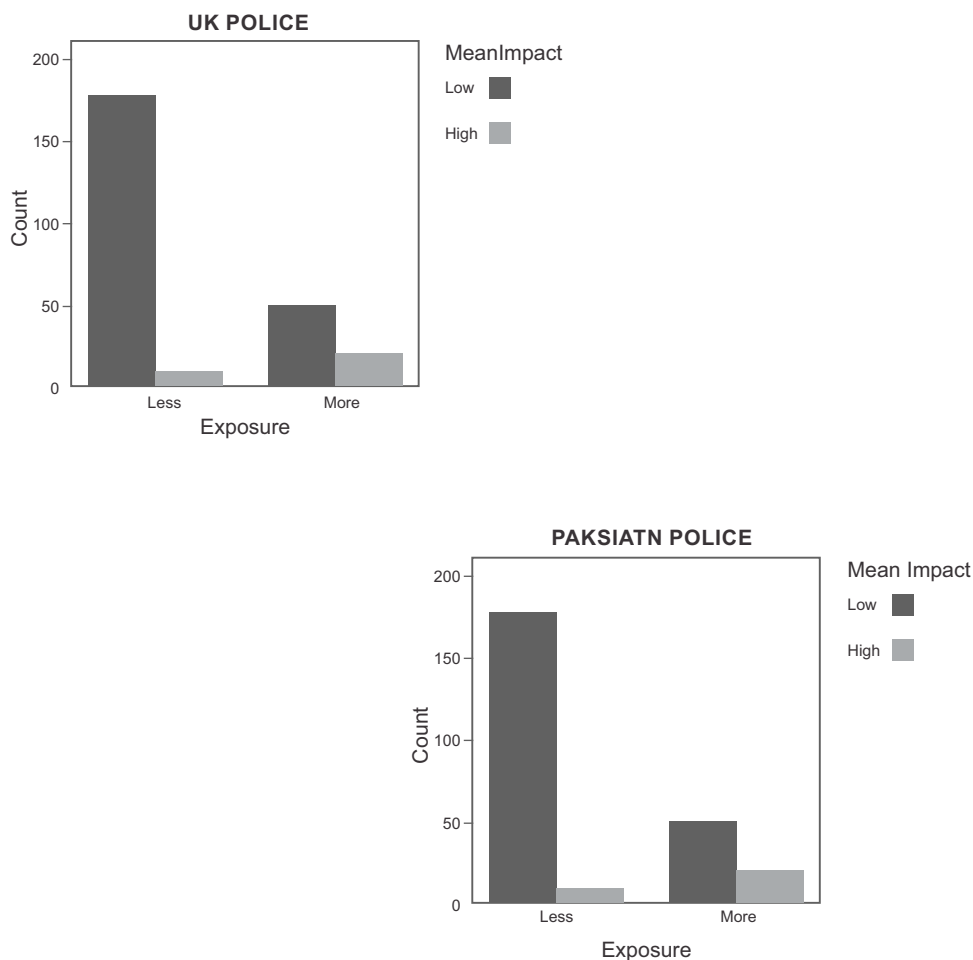 UK POLICE
MeanImpact
Low
High
200
150
100
50
0
Count
Less More
Exposure
PAKSIATN POLICE
Mean Impact
Low
High
200
150
100
50
0
Count
Less More
Exposure